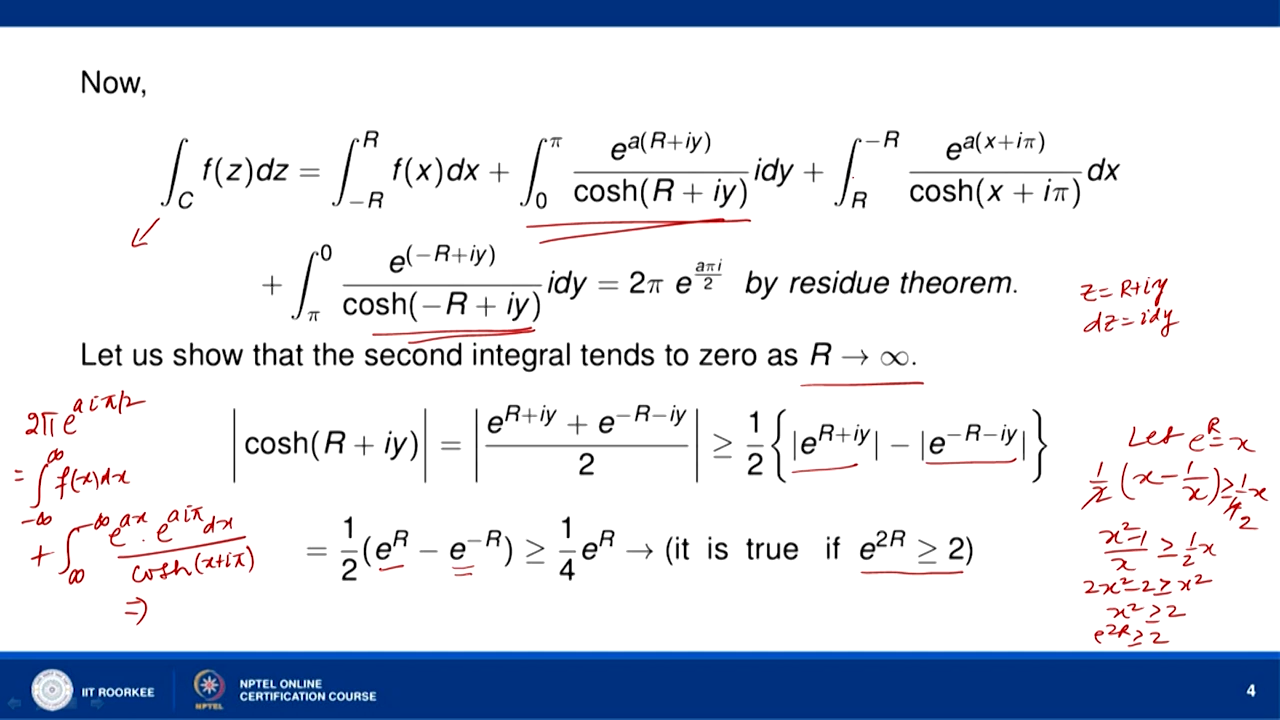 Now,
∫_C f(z)dz = ∫_{-R}^{R} f(x)dx + ∫_0^π e^{a(R+iy)}/cosh(R + iy) idy + ∫_R^{-R} e^{a(x+iπ)}/cosh(x + iπ) dx
+ ∫_π^0 e^{(-R+iy)}/cosh(-R + iy) idy = 2π e^{aπi/2} by residue theorem.
z = R+iy
dz = idy
Let us show that the second integral tends to zero as R → ∞.
|cosh(R + iy)| = |(e^{R+iy} + e^{-R-iy})/2| ≥ 1/2 {|e^{R+iy}| - |e^{-R-iy}|}
= 1/2 (e^R - e^{-R}) ≥ 1/4 e^R → (it is true if e^{2R} ≥ 2)
2π e^{aiπ/2}
= ∫_{-∞}^{∞} f(x)dx
+ ∫_{∞}^{-∞} e^{ax} · e^{aiπ} dx / cosh(x+iπ)
⇒
Let e^R = x
1/2 (x - 1/x) ≥ 1/4 x
2
(x²-1)/x ≥ 1/2 x
2x²-2 ≥ x²
x² ≥ 2
e^{2R} ≥ 2
IIT ROORKEE
NPTEL
NPTEL ONLINE
CERTIFICATION COURSE
4